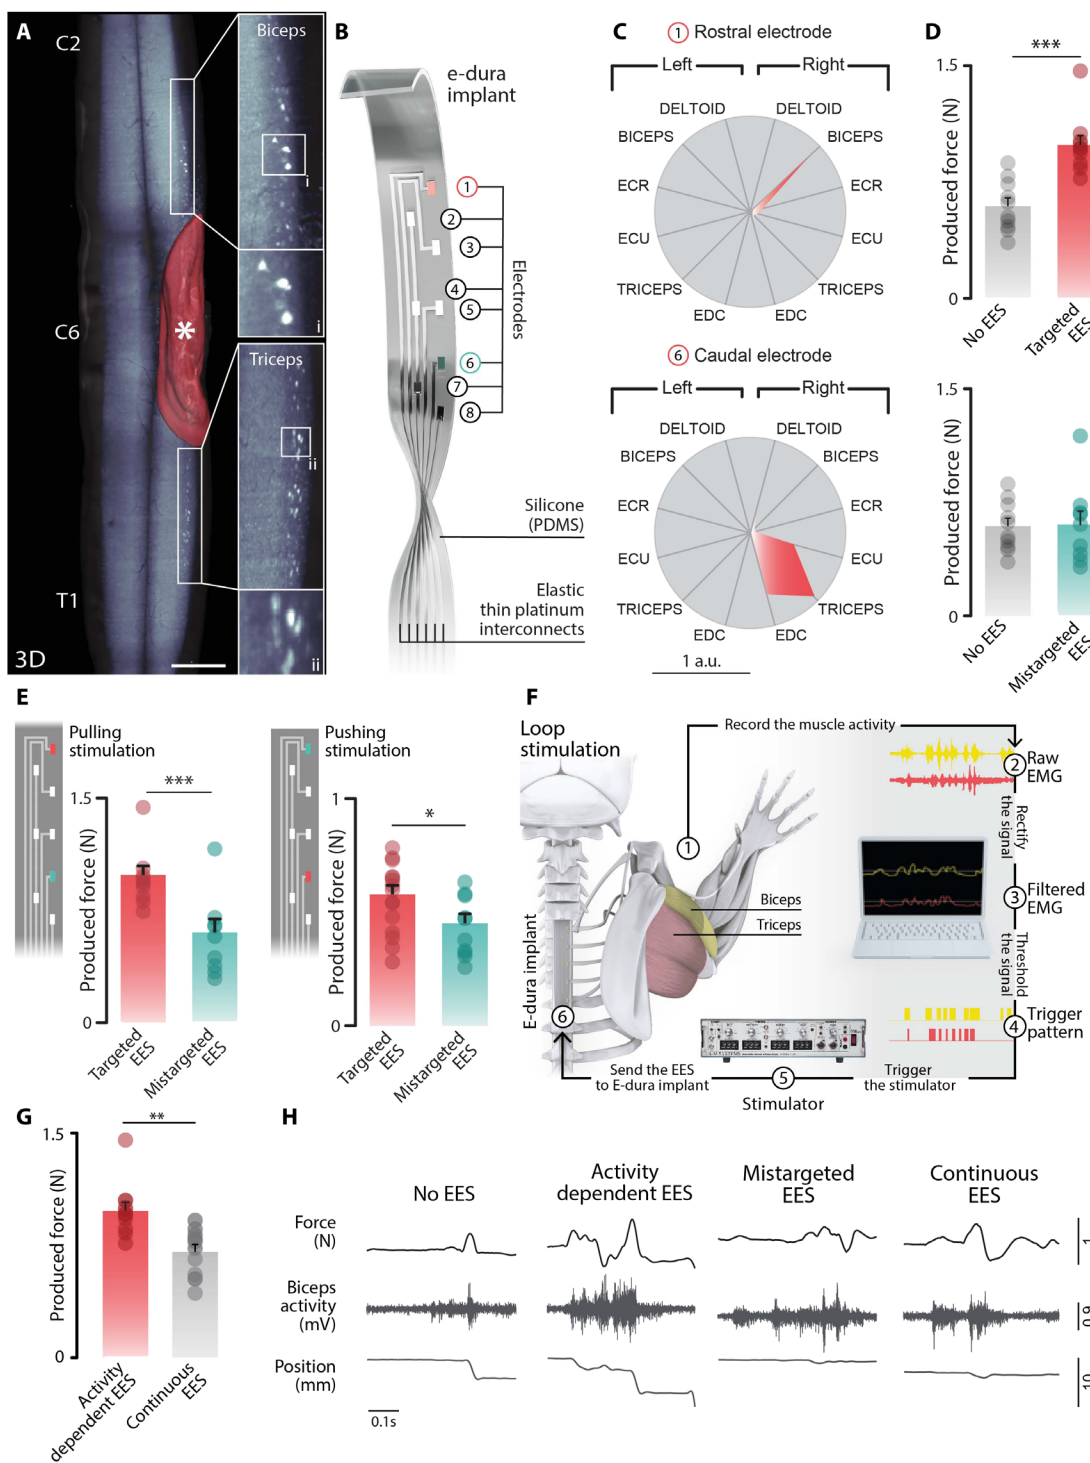 A
C2
C6
T1
3D
Biceps
i
i
Triceps
ii
ii
*
B
e-dura
implant
1
2
3
4
5
6
7
8
Electrodes
Silicone
(PDMS)
Elastic
thin platinum
interconnects
C
1 Rostral electrode
Left Right
DELTOID DELTOID
BICEPS BICEPS
ECR ECR
ECU ECU
TRICEPS TRICEPS
EDC EDC
6 Caudal electrode
Left Right
DELTOID DELTOID
BICEPS BICEPS
ECR ECR
ECU ECU
TRICEPS TRICEPS
EDC EDC
1 a.u.
D
***
1.5
Produced force (N)
0
No EES
Targeted
EES
1.5
Produced force (N)
0
No EES
Mistargeted
EES
E
Pulling
stimulation
***
1.5
Produced force (N)
0
Targeted
EES
Mistargeted
EES
Pushing
stimulation
*
1
Produced force (N)
0
Targeted
EES
Mistargeted
EES
F
Loop
stimulation
Record the muscle activity
1
2 Raw
EMG
Rectify
the signal
3 Filtered
EMG
Threshold
the signal
4 Trigger
pattern
Trigger
the stimulator
5
Stimulator
Send the EES
to E-dura implant
6
E-dura implant
Biceps
Triceps
G
**
1.5
Produced force (N)
0
Activity
dependent EES
Continuous
EES
H
No EES
Activity
dependent EES
Mistargeted
EES
Continuous
EES
Force
(N)
1
Biceps
activity
(mV)
Position
(mm)
10
0.1s